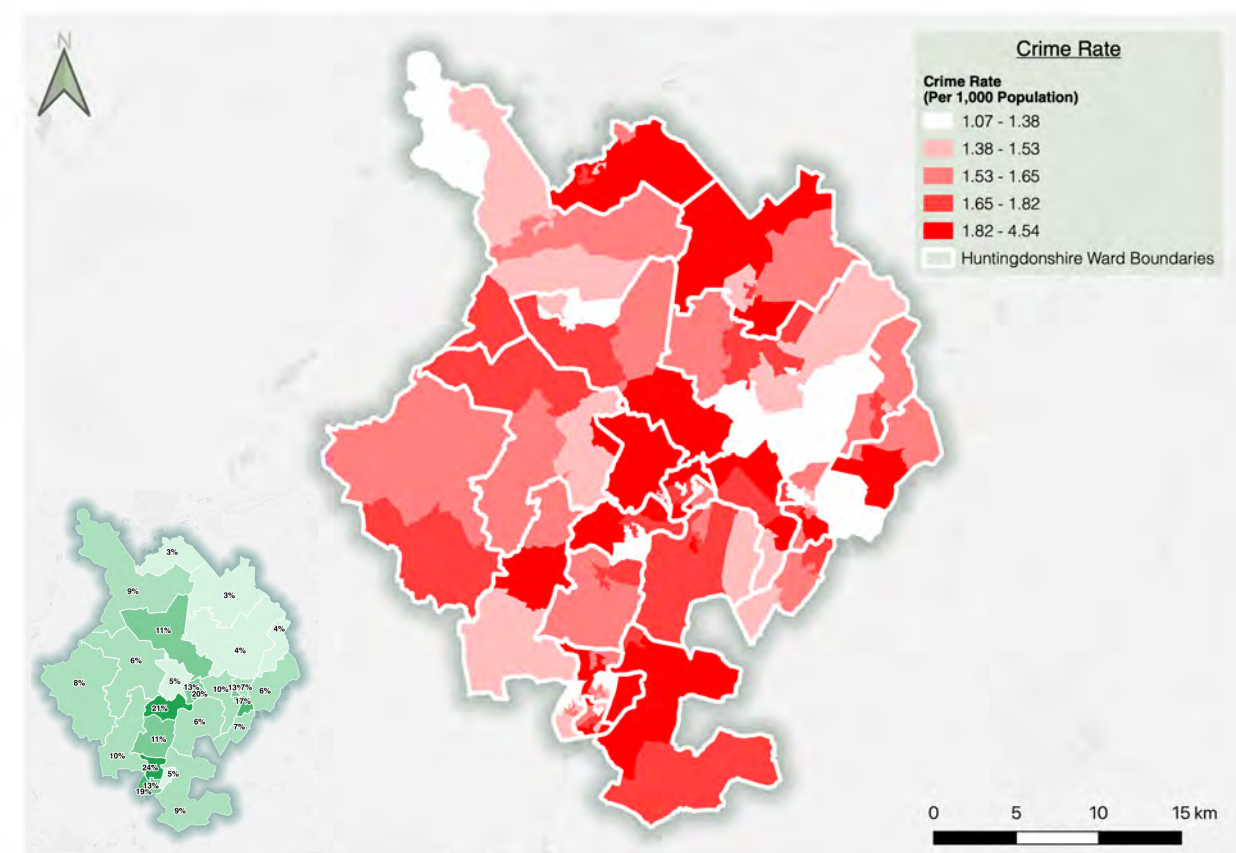 N
Crime Rate
Crime Rate
(Per 1,000 Population)
1.07 - 1.38
1.38 - 1.53
1.53 - 1.65
1.65 - 1.82
1.82 - 4.54
Huntingdonshire Ward Boundaries
3%
9%
3%
11%
4%
4%
6%
8%
5%
13%
20%
10%
13%
7%
6%
17%
21%
6%
7%
11%
10%
24%
5%
13%
19%
9%
0 5 10 15 km